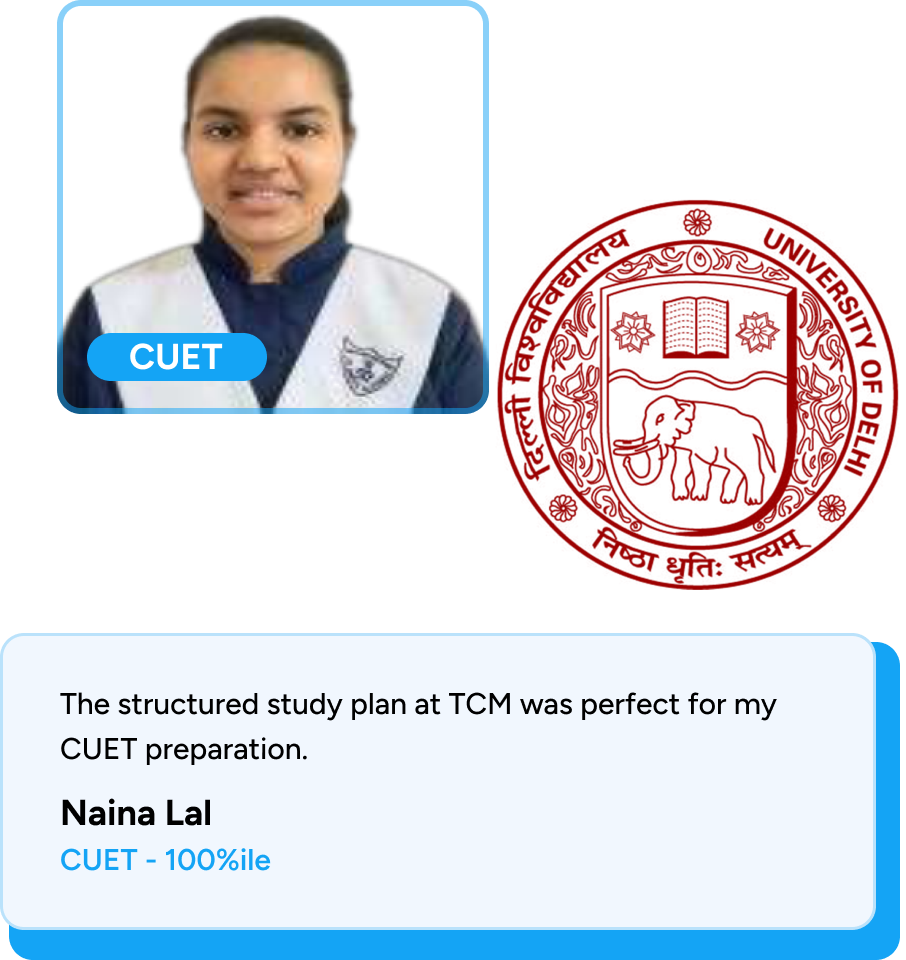 CUET
दिल्ली विश्वविद्यालय
UNIVERSITY OF DELHI
निष्ठा धृतिः सत्यम्
The structured study plan at TCM was perfect for my
CUET preparation.
Naina Lal
CUET - 100%ile